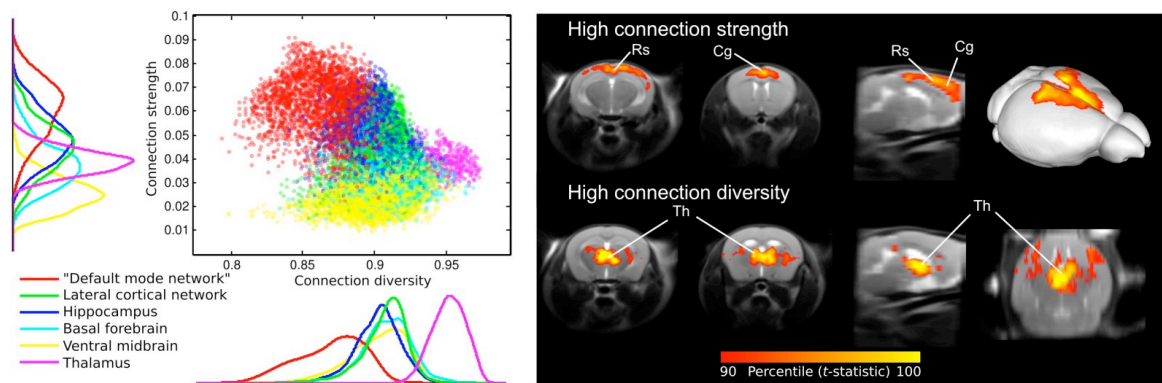 0.1
0.09
0.08
0.07
0.06
0.05
0.04
0.03
0.02
0.01
Connection strength
0.8 0.85 0.9 0.95
Connection diversity
"Default mode network"
Lateral cortical network
Hippocampus
Basal forebrain
Ventral midbrain
Thalamus
High connection strength
Rs Cg Rs Cg
High connection diversity
Th Th
90 Percentile (t-statistic) 100